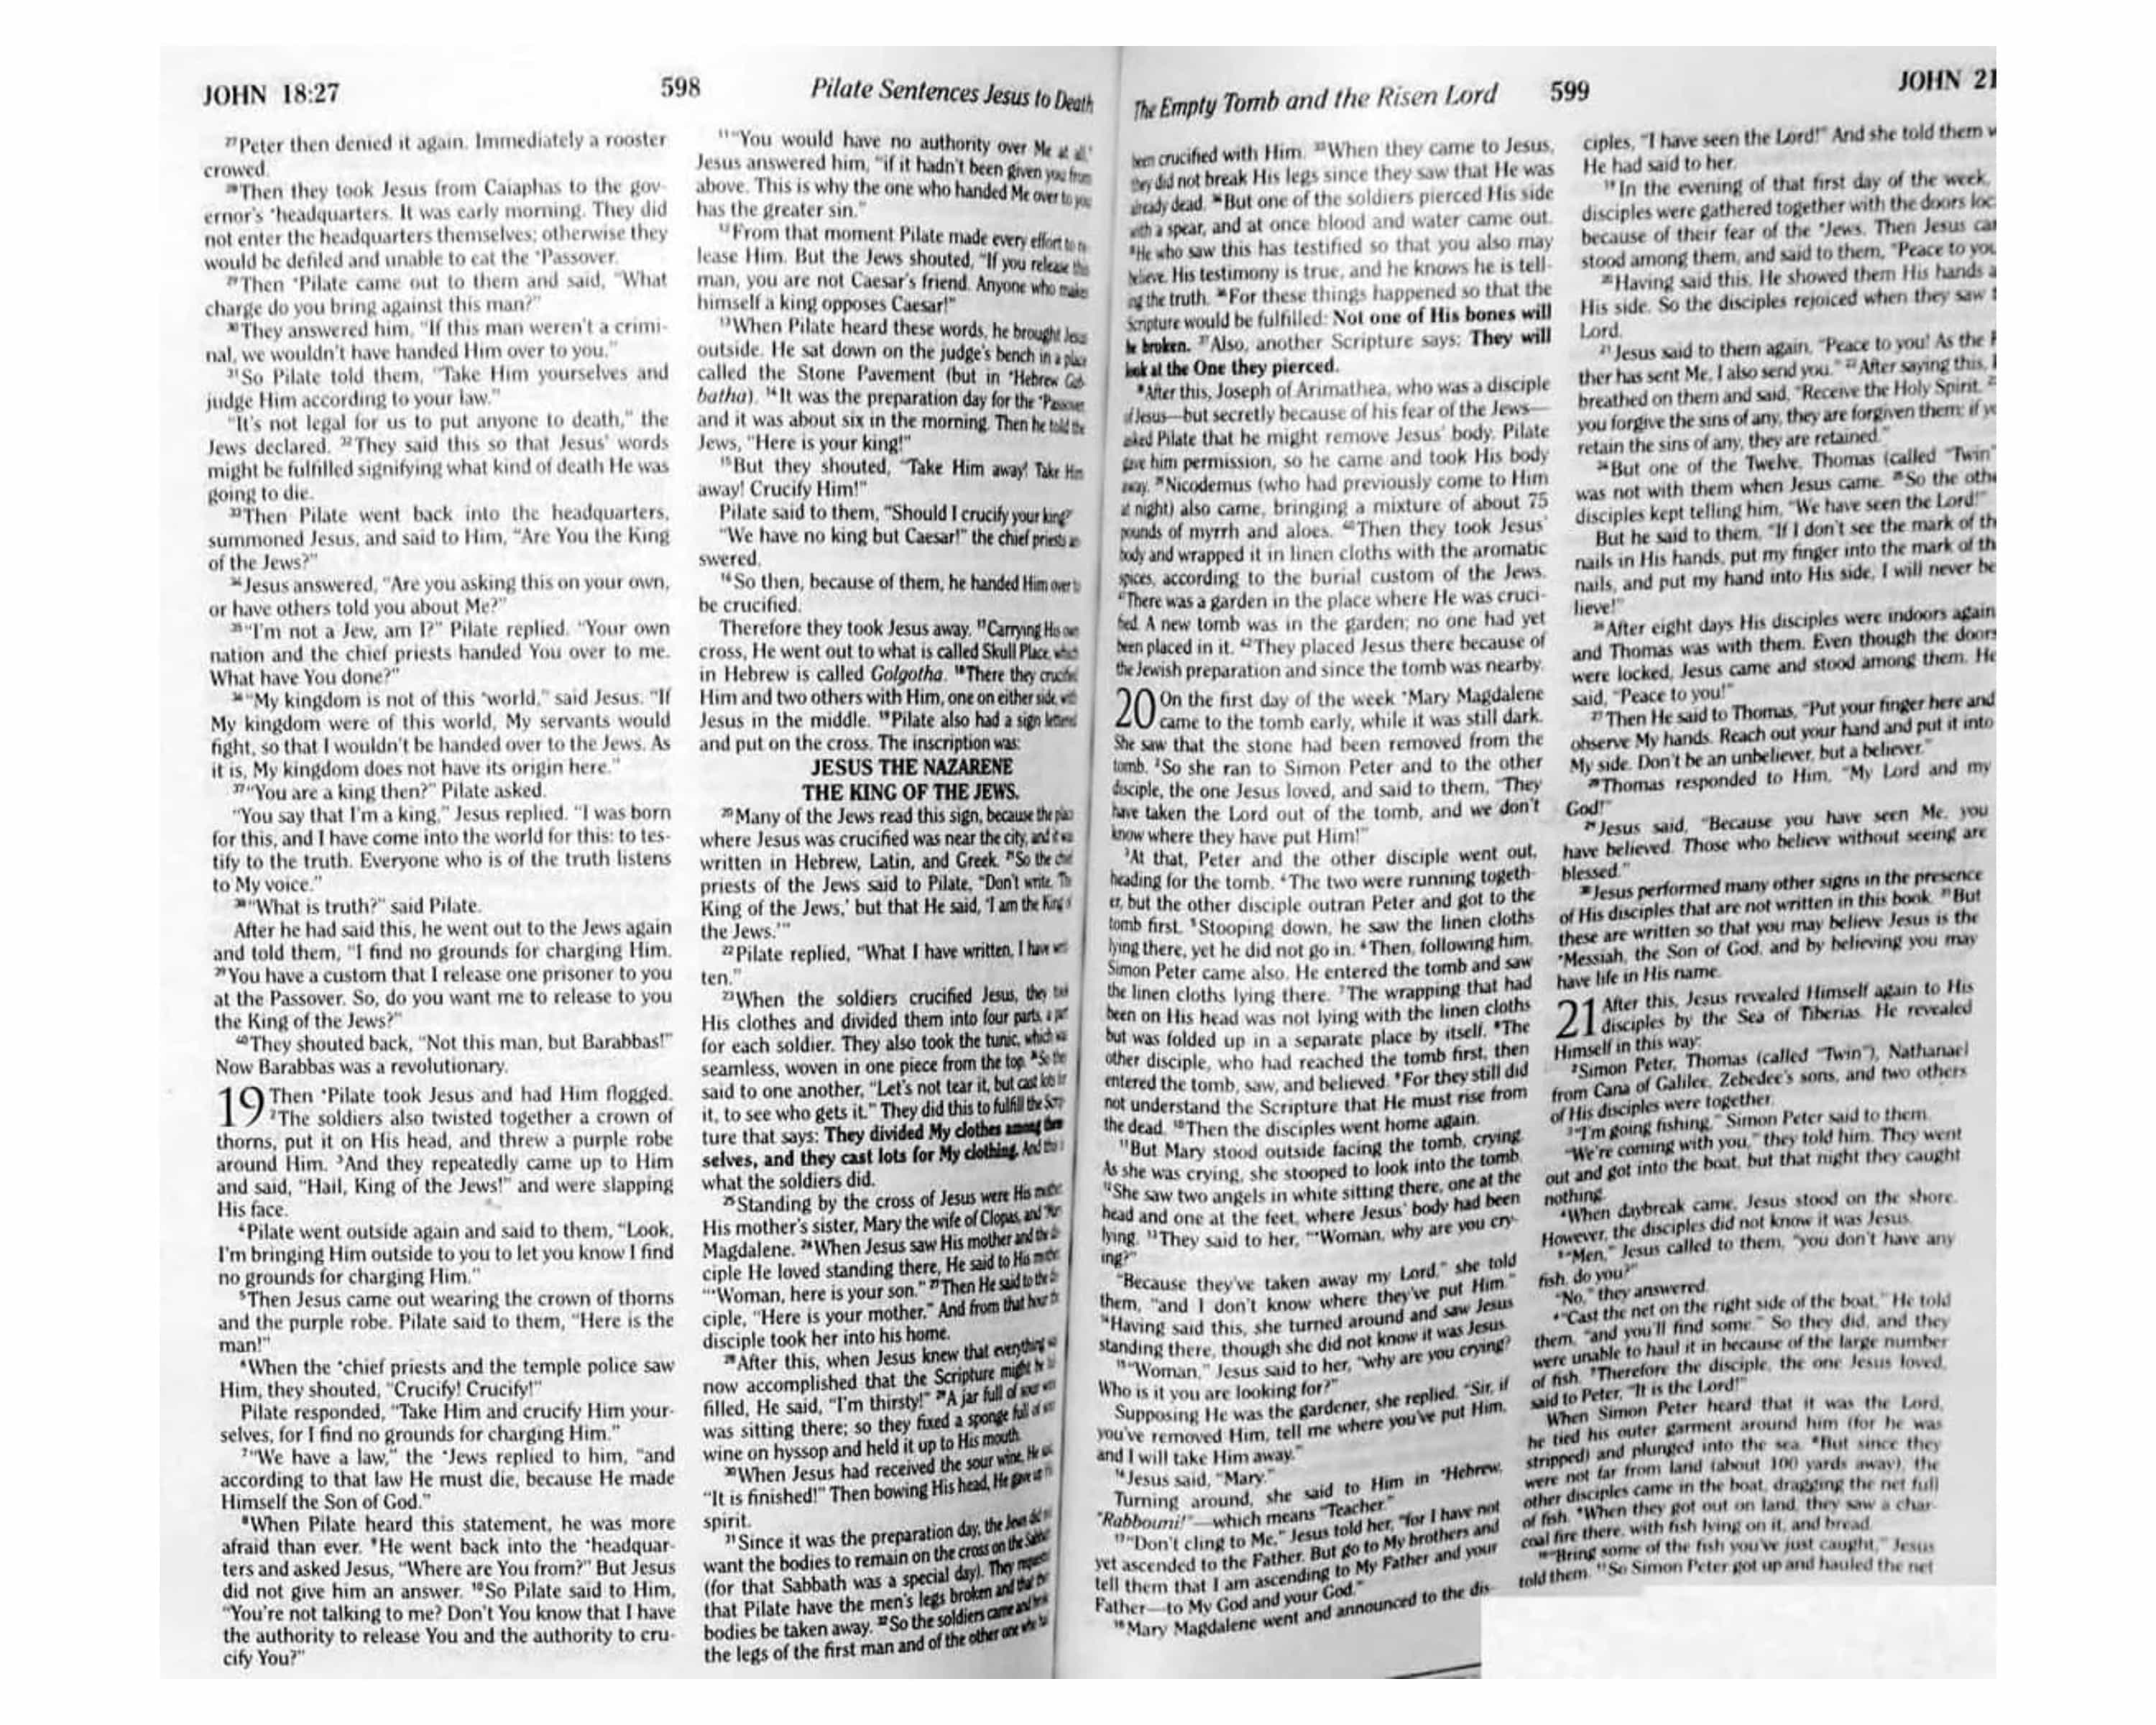 JOHN 18:27
598
Pilate Sentences Jesus to Death
²⁷Peter then denied it again. Immediately a rooster
crowed.
²⁸Then they took Jesus from Caiaphas to the gov-
ernor's *headquarters. It was early morning. They did
not enter the headquarters themselves; otherwise they
would be defiled and unable to eat the *Passover.
²⁹Then *Pilate came out to them and said, "What
charge do you bring against this man?"
³⁰They answered him, "If this man weren't a crimi-
nal, we wouldn't have handed Him over to you."
³¹So Pilate told them, "Take Him yourselves and
judge Him according to your law."
"It's not legal for us to put anyone to death," the
Jews declared. ³²They said this so that Jesus' words
might be fulfilled signifying what kind of death He was
going to die.
³³Then Pilate went back into the headquarters,
summoned Jesus, and said to Him, "Are You the King
of the Jews?"
³⁴Jesus answered, "Are you asking this on your own,
or have others told you about Me?"
³⁵"I'm not a Jew, am I?" Pilate replied. "Your own
nation and the chief priests handed You over to me.
What have You done?"
³⁶"My kingdom is not of this *world," said Jesus. "If
My kingdom were of this world, My servants would
fight, so that I wouldn't be handed over to the Jews. As
it is, My kingdom does not have its origin here."
³⁷"You are a king then?" Pilate asked.
"You say that I'm a king," Jesus replied. "I was born
for this, and I have come into the world for this: to tes-
tify to the truth. Everyone who is of the truth listens
to My voice."
³⁸"What is truth?" said Pilate.
After he had said this, he went out to the Jews again
and told them, "I find no grounds for charging Him.
³⁹You have a custom that I release one prisoner to you
at the Passover. So, do you want me to release to you
the King of the Jews?"
⁴⁰They shouted back, "Not this man, but Barabbas!"
Now Barabbas was a revolutionary.
19 Then *Pilate took Jesus and had Him flogged.
²The soldiers also twisted together a crown of
thorns, put it on His head, and threw a purple robe
around Him. ³And they repeatedly came up to Him
and said, "Hail, King of the Jews!" and were slapping
His face.
⁴Pilate went outside again and said to them, "Look,
I'm bringing Him outside to you to let you know I find
no grounds for charging Him."
⁵Then Jesus came out wearing the crown of thorns
and the purple robe. Pilate said to them, "Here is the
man!"
⁶When the *chief priests and the temple police saw
Him, they shouted, "Crucify! Crucify!"
Pilate responded, "Take Him and crucify Him your-
selves, for I find no grounds for charging Him."
⁷"We have a law," the *Jews replied to him, "and
according to that law He must die, because He made
Himself the Son of God."
⁸When Pilate heard this statement, he was more
afraid than ever. ⁹He went back into the *headquar-
ters and asked Jesus, "Where are You from?" But Jesus
did not give him an answer. ¹⁰So Pilate said to Him,
"You're not talking to me? Don't You know that I have
the authority to release You and the authority to cru-
cify You?"
¹¹"You would have no authority over Me at all,"
Jesus answered him, "if it hadn't been given you from
above. This is why the one who handed Me over to you
has the greater sin."
¹²From that moment Pilate made every effort to re-
lease Him. But the Jews shouted, "If you release this
man, you are not Caesar's friend. Anyone who makes
himself a king opposes Caesar!"
¹³When Pilate heard these words, he brought Jesus
outside. He sat down on the judge's bench in a place
called the Stone Pavement (but in *Hebrew Gab-
batha). ¹⁴It was the preparation day for the *Passover,
and it was about six in the morning. Then he told the
Jews, "Here is your king!"
¹⁵But they shouted, "Take Him away! Take Him
away! Crucify Him!"
Pilate said to them, "Should I crucify your king?"
"We have no king but Caesar!" the chief priests an-
swered.
¹⁶So then, because of them, he handed Him over to
be crucified.
Therefore they took Jesus away. ¹⁷Carrying His own
cross, He went out to what is called Skull Place, which
in Hebrew is called Golgotha. ¹⁸There they crucified
Him and two others with Him, one on either side, with
Jesus in the middle. ¹⁹Pilate also had a sign lettered
and put on the cross. The inscription was:
JESUS THE NAZARENE
THE KING OF THE JEWS.
²⁰Many of the Jews read this sign, because the place
where Jesus was crucified was near the city, and it was
written in Hebrew, Latin, and Greek. ²¹So the chief
priests of the Jews said to Pilate, "Don't write, 'The
King of the Jews,' but that He said, 'I am the King of
the Jews.'"
²²Pilate replied, "What I have written, I have writ-
ten."
²³When the soldiers crucified Jesus, they took
His clothes and divided them into four parts, a part
for each soldier. They also took the tunic, which was
seamless, woven in one piece from the top. ²⁴So they
said to one another, "Let's not tear it, but cast lots for
it, to see who gets it." They did this to fulfill the Scrip-
ture that says: They divided My clothes among them-
selves, and they cast lots for My clothing. And this is
what the soldiers did.
²⁵Standing by the cross of Jesus were His mother,
His mother's sister, Mary the wife of Clopas, and Mary
Magdalene. ²⁶When Jesus saw His mother and the dis-
ciple He loved standing there, He said to His mother,
"*Woman, here is your son." ²⁷Then He said to the dis-
ciple, "Here is your mother." And from that hour the
disciple took her into his home.
²⁸After this, when Jesus knew that everything was
now accomplished that the Scripture might be ful-
filled, He said, "I'm thirsty!" ²⁹A jar full of sour wine
was sitting there; so they fixed a sponge full of sour
wine on hyssop and held it up to His mouth.
³⁰When Jesus had received the sour wine, He said,
"It is finished!" Then bowing His head, He gave up His
spirit.
³¹Since it was the preparation day, the Jews did not
want the bodies to remain on the cross on the Sabbath
(for that Sabbath was a special day). They requested
that Pilate have the men's legs broken and that their
bodies be taken away. ³²So the soldiers came and broke
the legs of the first man and of the other one who had
The Empty Tomb and the Risen Lord
599
JOHN 21
been crucified with Him. ³³When they came to Jesus,
they did not break His legs since they saw that He was
already dead. ³⁴But one of the soldiers pierced His side
with a spear, and at once blood and water came out.
³⁵He who saw this has testified so that you also may
believe. His testimony is true, and he knows he is tell-
ing the truth. ³⁶For these things happened so that the
Scripture would be fulfilled: Not one of His bones will
be broken. ³⁷Also, another Scripture says: They will
look at the One they pierced.
³⁸After this, Joseph of Arimathea, who was a disciple
of Jesus—but secretly because of his fear of the Jews—
asked Pilate that he might remove Jesus' body. Pilate
gave him permission, so he came and took His body
away. ³⁹Nicodemus (who had previously come to Him
at night) also came, bringing a mixture of about 75
pounds of myrrh and aloes. ⁴⁰Then they took Jesus'
body and wrapped it in linen cloths with the aromatic
spices, according to the burial custom of the Jews.
⁴¹There was a garden in the place where He was cruci-
fied. A new tomb was in the garden; no one had yet
been placed in it. ⁴²They placed Jesus there because of
the Jewish preparation and since the tomb was nearby.
20 On the first day of the week *Mary Magdalene
came to the tomb early, while it was still dark.
She saw that the stone had been removed from the
tomb. ²So she ran to Simon Peter and to the other
disciple, the one Jesus loved, and said to them, "They
have taken the Lord out of the tomb, and we don't
know where they have put Him!"
³At that, Peter and the other disciple went out,
heading for the tomb. ⁴The two were running togeth-
er, but the other disciple outran Peter and got to the
tomb first. ⁵Stooping down, he saw the linen cloths
lying there, yet he did not go in. ⁶Then, following him,
Simon Peter came also. He entered the tomb and saw
the linen cloths lying there. ⁷The wrapping that had
been on His head was not lying with the linen cloths
but was folded up in a separate place by itself. ⁸The
other disciple, who had reached the tomb first, then
entered the tomb, saw, and believed. ⁹For they still did
not understand the Scripture that He must rise from
the dead. ¹⁰Then the disciples went home again.
¹¹But Mary stood outside facing the tomb, crying.
As she was crying, she stooped to look into the tomb.
¹²She saw two angels in white sitting there, one at the
head and one at the feet, where Jesus' body had been
lying. ¹³They said to her, "*Woman, why are you cry-
ing?"
"Because they've taken away my Lord," she told
them, "and I don't know where they've put Him."
¹⁴Having said this, she turned around and saw Jesus
standing there, though she did not know it was Jesus.
¹⁵"Woman," Jesus said to her, "why are you crying?
Who is it you are looking for?"
Supposing He was the gardener, she replied, "Sir, if
you've removed Him, tell me where you've put Him,
and I will take Him away."
¹⁶Jesus said, "Mary."
Turning around, she said to Him in *Hebrew,
"Rabbouni!"—which means "Teacher."
¹⁷"Don't cling to Me," Jesus told her, "for I have not
yet ascended to the Father. But go to My brothers and
tell them that I am ascending to My Father and your
Father—to My God and your God."
¹⁸Mary Magdalene went and announced to the dis-
ciples, "I have seen the Lord!" And she told them
He had said to her.
¹⁹In the evening of that first day of the week,
disciples were gathered together with the doors loc
because of their fear of the *Jews. Then Jesus
stood among them, and said to them, "Peace to you
²⁰Having said this, He showed them His hands a
His side. So the disciples rejoiced when they saw
Lord.
²¹Jesus said to them again, "Peace to you! As the
ther has sent Me, I also send you." ²²After saying this,
breathed on them and said, "Receive the Holy Spirit.
you forgive the sins of any, they are forgiven them; if
retain the sins of any, they are retained."
²⁴But one of the Twelve, Thomas (called "Twin"
was not with them when Jesus came. ²⁵So the othe
disciples kept telling him, "We have seen the Lord!"
But he said to them, "If I don't see the mark of th
nails in His hands, put my finger into the mark of th
nails, and put my hand into His side, I will never be
lieve!"
²⁶After eight days His disciples were indoors again
and Thomas was with them. Even though the doors
were locked, Jesus came and stood among them. He
said, "Peace to you!"
²⁷Then He said to Thomas, "Put your finger here and
observe My hands. Reach out your hand and put it into
My side. Don't be an unbeliever, but a believer."
²⁸Thomas responded to Him, "My Lord and my
God!"
²⁹Jesus said, "Because you have seen Me, you
have believed. Those who believe without seeing are
blessed."
³⁰Jesus performed many other signs in the presence
of His disciples that are not written in this book. ³¹But
these are written so that you may believe Jesus is the
*Messiah, the Son of God, and by believing you may
have life in His name.
21 After this, Jesus revealed Himself again to His
disciples by the Sea of Tiberias. He revealed
Himself in this way:
²Simon Peter, Thomas (called "Twin"), Nathanael
from Cana of Galilee, Zebedee's sons, and two others
of His disciples were together.
³"I'm going fishing," Simon Peter said to them.
"We're coming with you," they told him. They went
out and got into the boat, but that night they caught
nothing.
⁴When daybreak came, Jesus stood on the shore.
However, the disciples did not know it was Jesus.
⁵"Men," Jesus called to them, "you don't have any
fish, do you?"
"No," they answered.
⁶"Cast the net on the right side of the boat," He told
them, "and you'll find some." So they did, and they
were unable to haul it in because of the large number
of fish. ⁷Therefore the disciple, the one Jesus loved,
said to Peter, "It is the Lord!"
When Simon Peter heard that it was the Lord,
he tied his outer garment around him (for he was
stripped) and plunged into the sea. ⁸But since they
were not far from land (about 100 yards away), the
other disciples came in the boat, dragging the net full
of fish. ⁹When they got out on land, they saw a char-
coal fire there, with fish lying on it, and bread.
¹⁰"Bring some of the fish you've just caught," Jesus
told them. ¹¹So Simon Peter got up and hauled the net